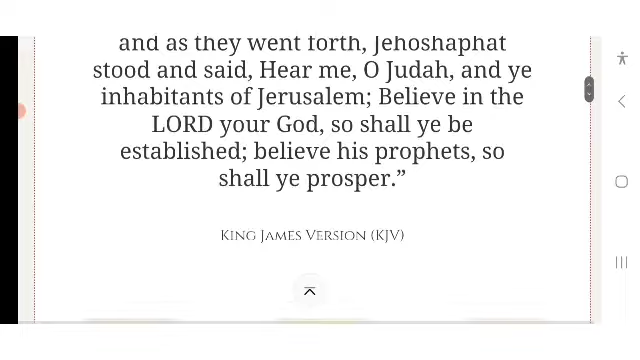 and as they went forth, Jehoshaphat
stood and said, Hear me, O Judah, and ye
inhabitants of Jerusalem; Believe in the
LORD your God, so shall ye be
established; believe his prophets, so
shall ye prosper.”
King James Version (KJV)